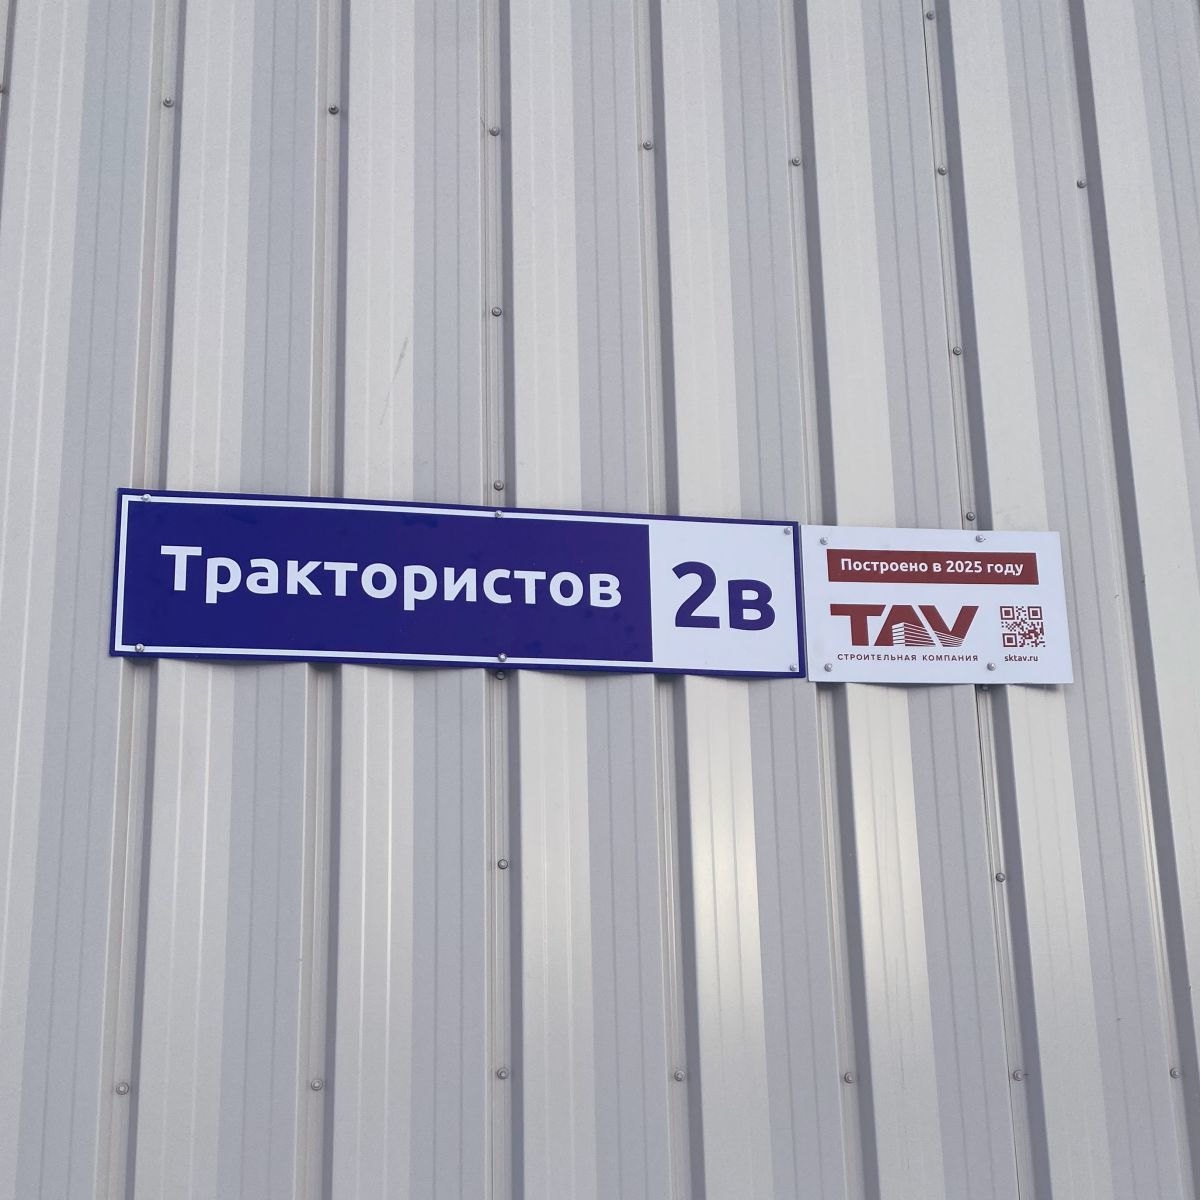 Трактористов 2в
Построено в 2025 году
TAV
СТРОИТЕЛЬНАЯ КОМПАНИЯ
sktav.ru